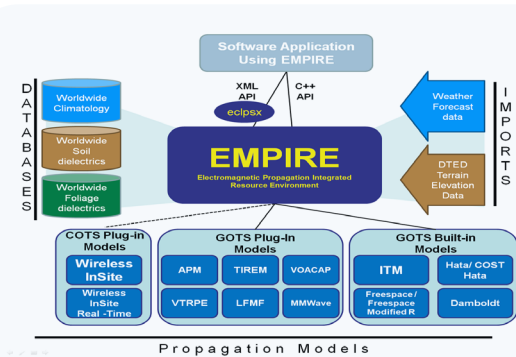 Software Application
Using EMPIRE
XML
API
C++
API
eclpsx
DATABASES
Worldwide
Climatology
Worldwide
Soil
dielectrics
Worldwide
Foliage
dielectrics
EMPIRE
Electromagnetic Propagation Integrated
Resource Environment
Weather
Forecast
data
DTED
Terrain
Elevation
Data
IMPORTS
COTS Plug-in
Models
Wireless
InSite
Wireless
InSite
Real -Time
GOTS Plug-In
Models
APM
TIREM
VOACAP
VTRPE
LFMF
MMWave
GOTS Built-in
Models
ITM
Hata/ COST
Hata
Freespace /
Freespace
Modified R
Damboldt
Propagation Models